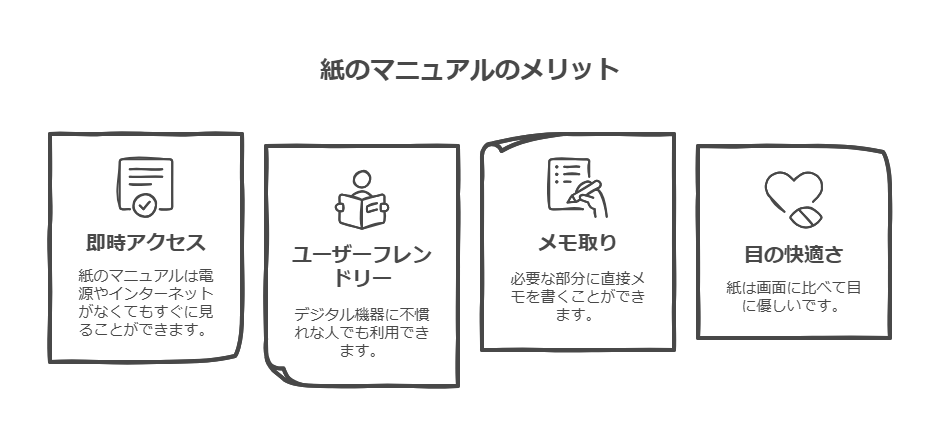 紙のマニュアルのメリット
即時アクセス
紙のマニュアルは電
源やインターネット
がなくてもすぐに見
ることができます。
ユーザーフレン
ドリー
デジタル機器に不慣
れな人でも利用でき
ます。
メモ取り
必要な部分に直接メ
モを書くことができ
ます。
目の快適さ
紙は画面に比べて目
に優しいです。